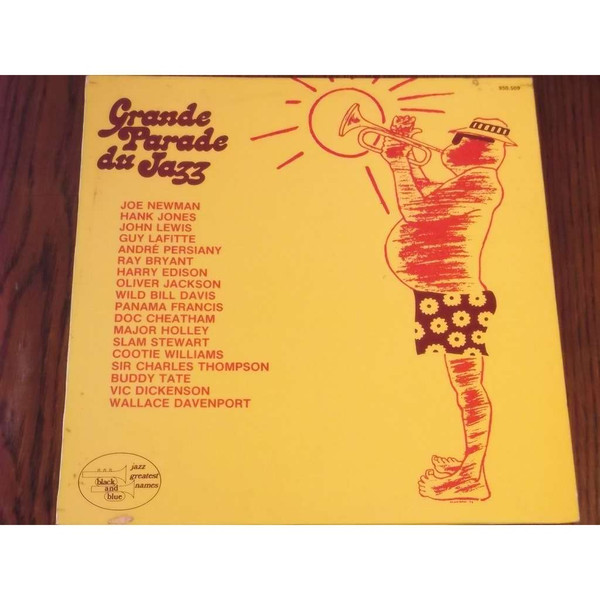 Grande
Parade
du Jazz
JOE NEWMAN
HANK JONES
JOHN LEWIS
GUY LAFITTE
ANDRÉ PERSIANY
RAY BRYANT
HARRY EDISON
OLIVER JACKSON
WILD BILL DAVIS
PANAMA FRANCIS
DOC CHEATHAM
MAJOR HOLLEY
SLAM STEWART
COOTIE WILLIAMS
SIR CHARLES THOMPSON
BUDDY TATE
VIC DICKENSON
WALLACE DAVENPORT
black
and
blue
jazz
greatest
names